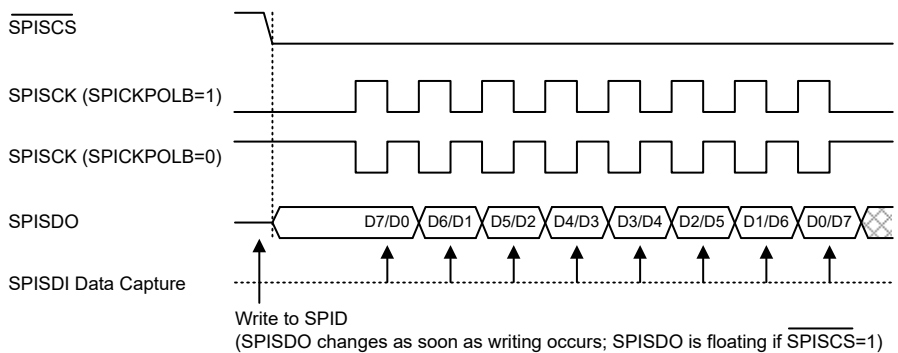 SPISCS
SPISCK (SPICKPOLB=1)
SPISCK (SPICKPOLB=0)
SPISDO D7/D0 D6/D1 D5/D2 D4/D3 D3/D4 D2/D5 D1/D6 D0/D7
SPISDI Data Capture
Write to SPID
(SPISDO changes as soon as writing occurs; SPISDO is floating if SPISCS=1)